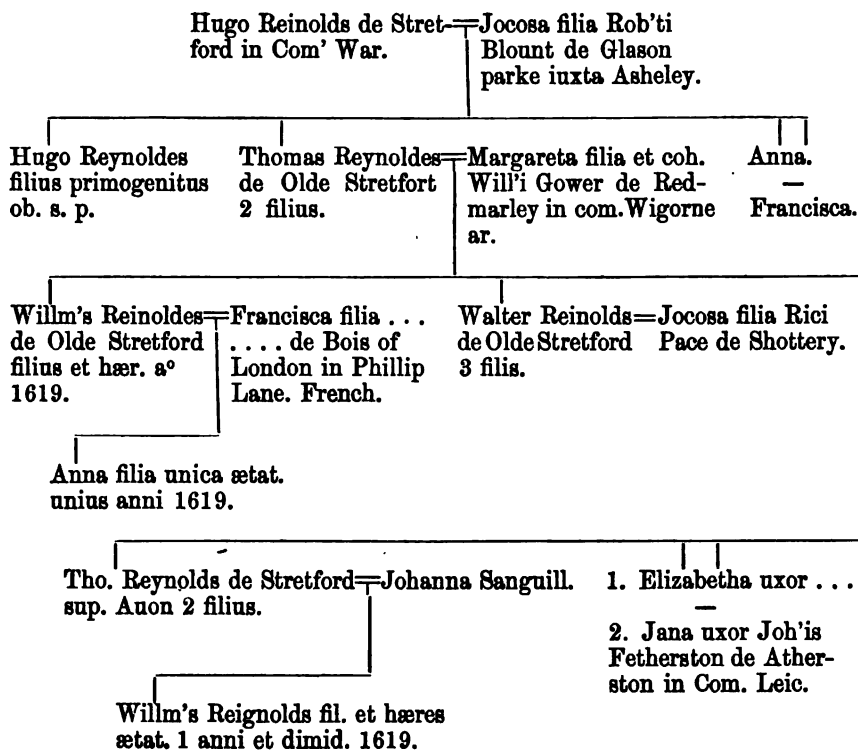 Hugo Reinolds de Stret-
ford in Com' War.
Jocosa filia Rob'ti
Blount de Glason
parke iuxta Asheley.
Hugo Reynoldes
filius primogenitus
ob. s. p.
Thomas Reynoldes
de Olde Stretfort
2 filius.
Margareta filia et coh.
Will'i Gower de Red-
marley in com. Wigorne
ar.
Anna.
—
Francisca.
Willm's Reinoldes
de Olde Stretford
filius et hær. aº
1619.
Francisca filia . . .
. . . . de Bois of
London in Phillip
Lane. French.
Walter Reinolds
de Olde Stretford
3 filis.
Jocosa filia Rici
Pace de Shottery.
Anna filia unica ætat.
unius anni 1619.
Tho. Reynolds de Stretford
sup. Auon 2 filius.
Johanna Sanguill.
1. Elizabetha uxor . . .
—
2. Jana uxor Joh'is
Fetherston de Ather-
ston in Com. Leic.
Willm's Reignolds fil. et hæres
ætat. 1 anni et dimid. 1619.